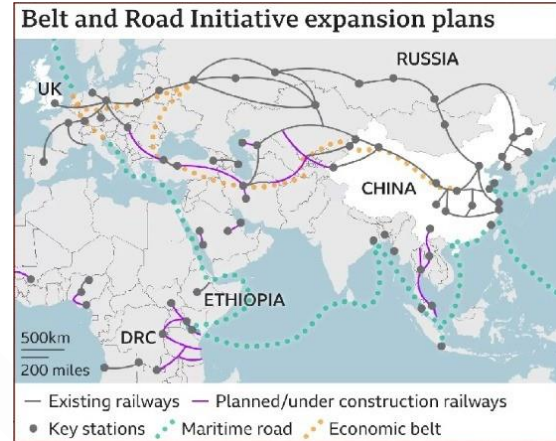 Belt and Road Initiative expansion plans
RUSSIA
UK
CHINA
ETHIOPIA
DRC
500km
200 miles
Existing railways
Planned/under construction railways
Key stations
Maritime road
Economic belt